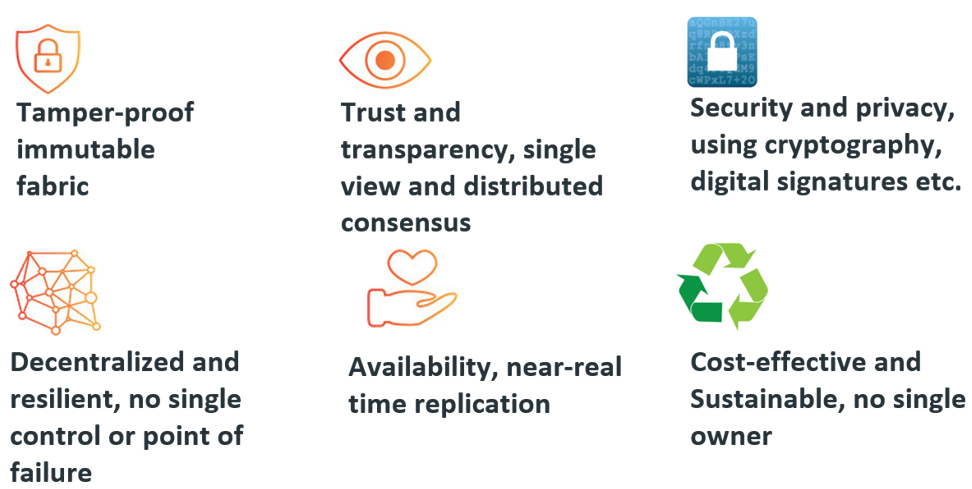 Tamper-proof
immutable
fabric
Trust and
transparency, single
view and distributed
consensus
Security and privacy,
using cryptography,
digital signatures etc.
Decentralized and
resilient, no single
control or point of
failure
Availability, near-real
time replication
Cost-effective and
Sustainable, no single
owner